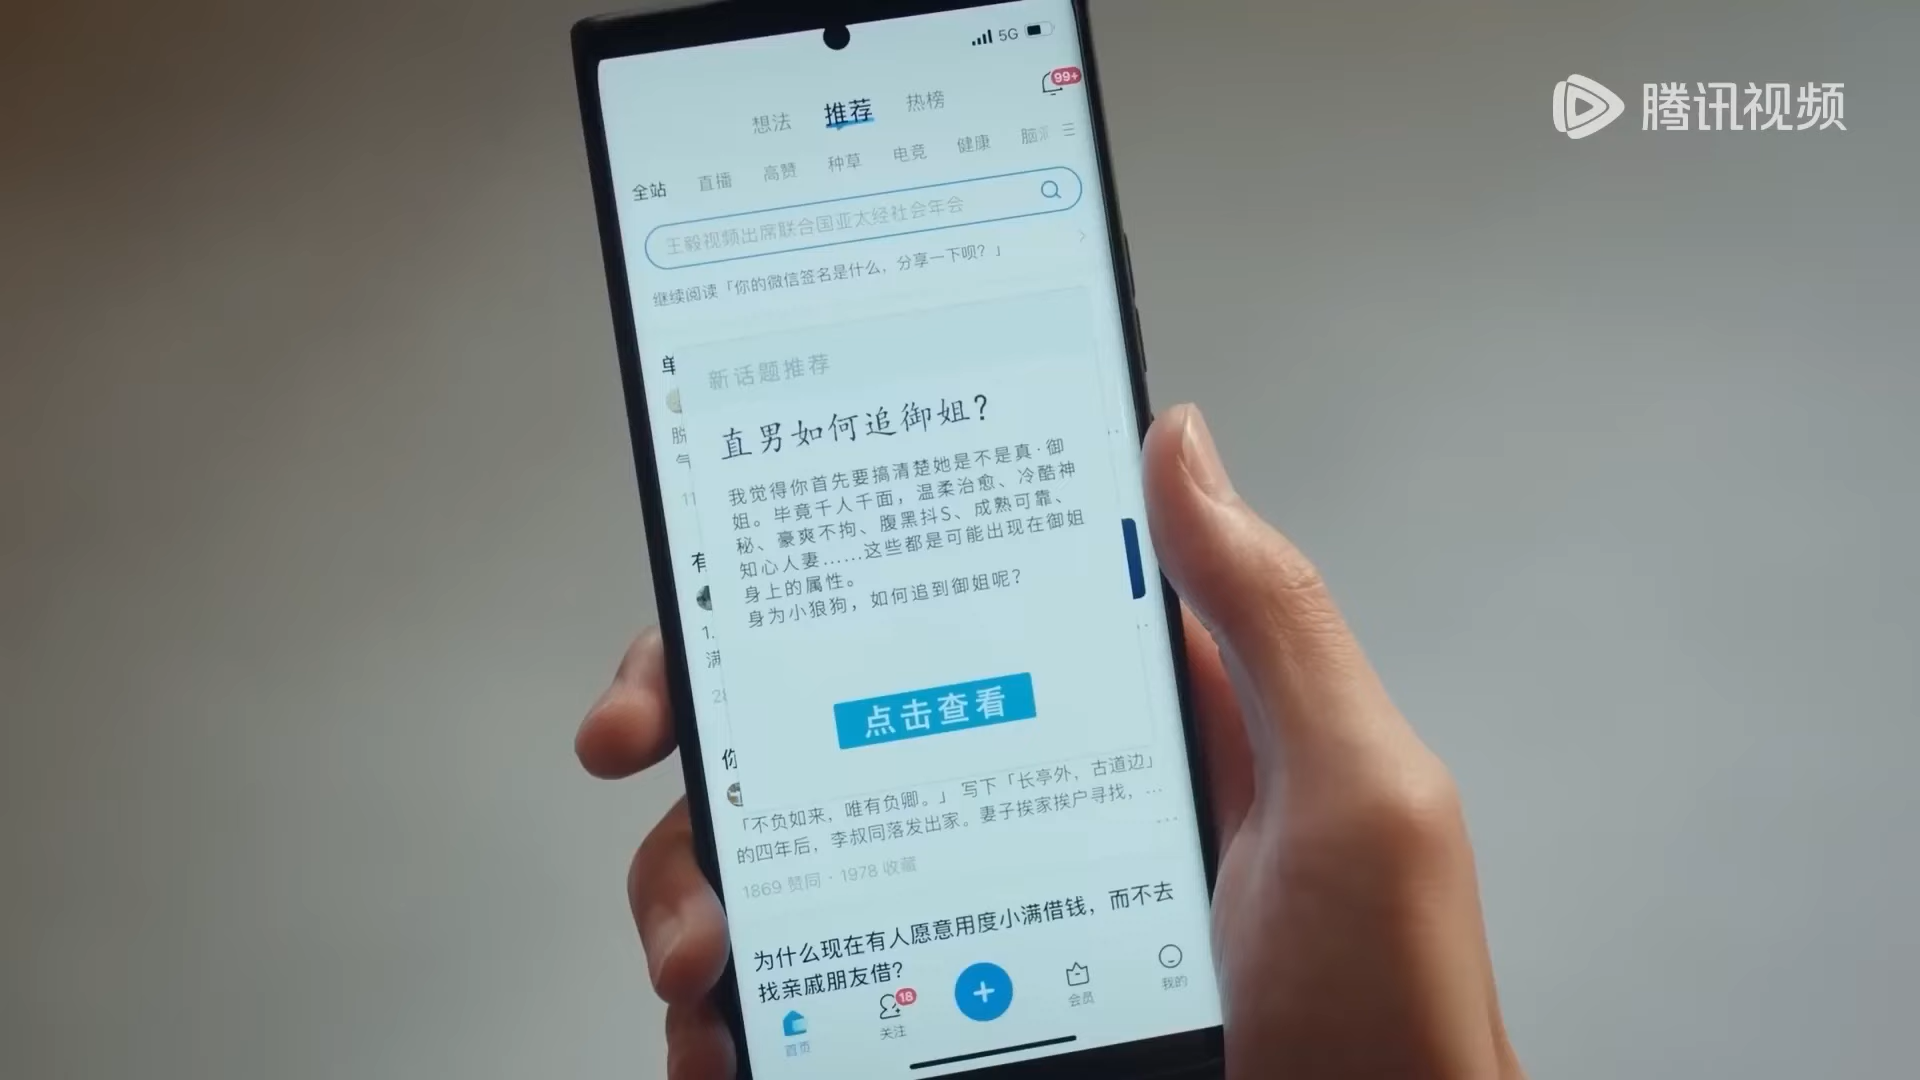 腾讯视频
5G
99+
想法 推荐 热榜
全站 直播 高赞 种草 电竞 健康
王毅视频出席联合国亚太经社会年会
继续阅读「你的微信签名是什么，分享一下呗？」
新话题推荐
直男如何追御姐？
我觉得你首先要搞清楚她是不是真·御
姐。毕竟千人千面，温柔治愈、冷酷神
秘、豪爽不拘、腹黑抖S、成熟可靠、
知心人妻……这些都是可能出现在御姐
身上的属性。
身为小狼狗，如何追到御姐呢？
点击查看
「不负如来，唯有负卿。」 写下「长亭外，古道边」
的四年后，李叔同落发出家。妻子挨家挨户寻找，…
1869 赞同 · 1978 收藏
为什么现在有人愿意用度小满借钱，而不去
找亲戚朋友借？
18
首页 关注 会员 我的